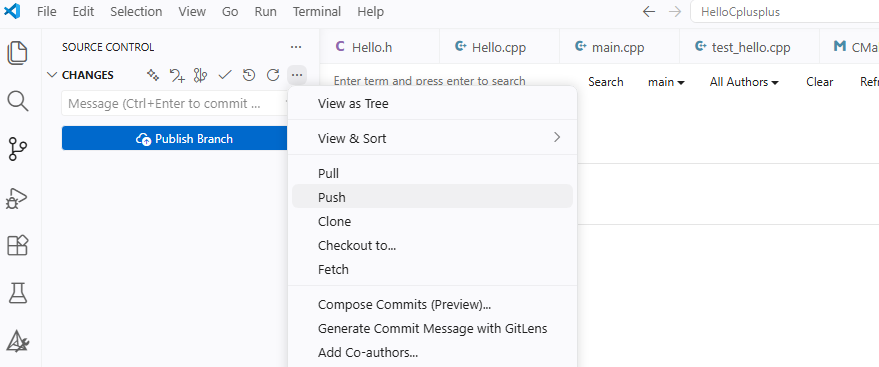 File Edit Selection View Go Run Terminal Help HelloCplusplus
SOURCE CONTROL
C Hello.h Hello.cpp main.cpp test_hello.cpp M CMa
CHANGES
Enter term and press enter to search Search main All Authors Clear Refr
Message (Ctrl+Enter to commit ...
Publish Branch
View as Tree
View & Sort
Pull
Push
Clone
Checkout to...
Fetch
Compose Commits (Preview)...
Generate Commit Message with GitLens
Add Co-authors...